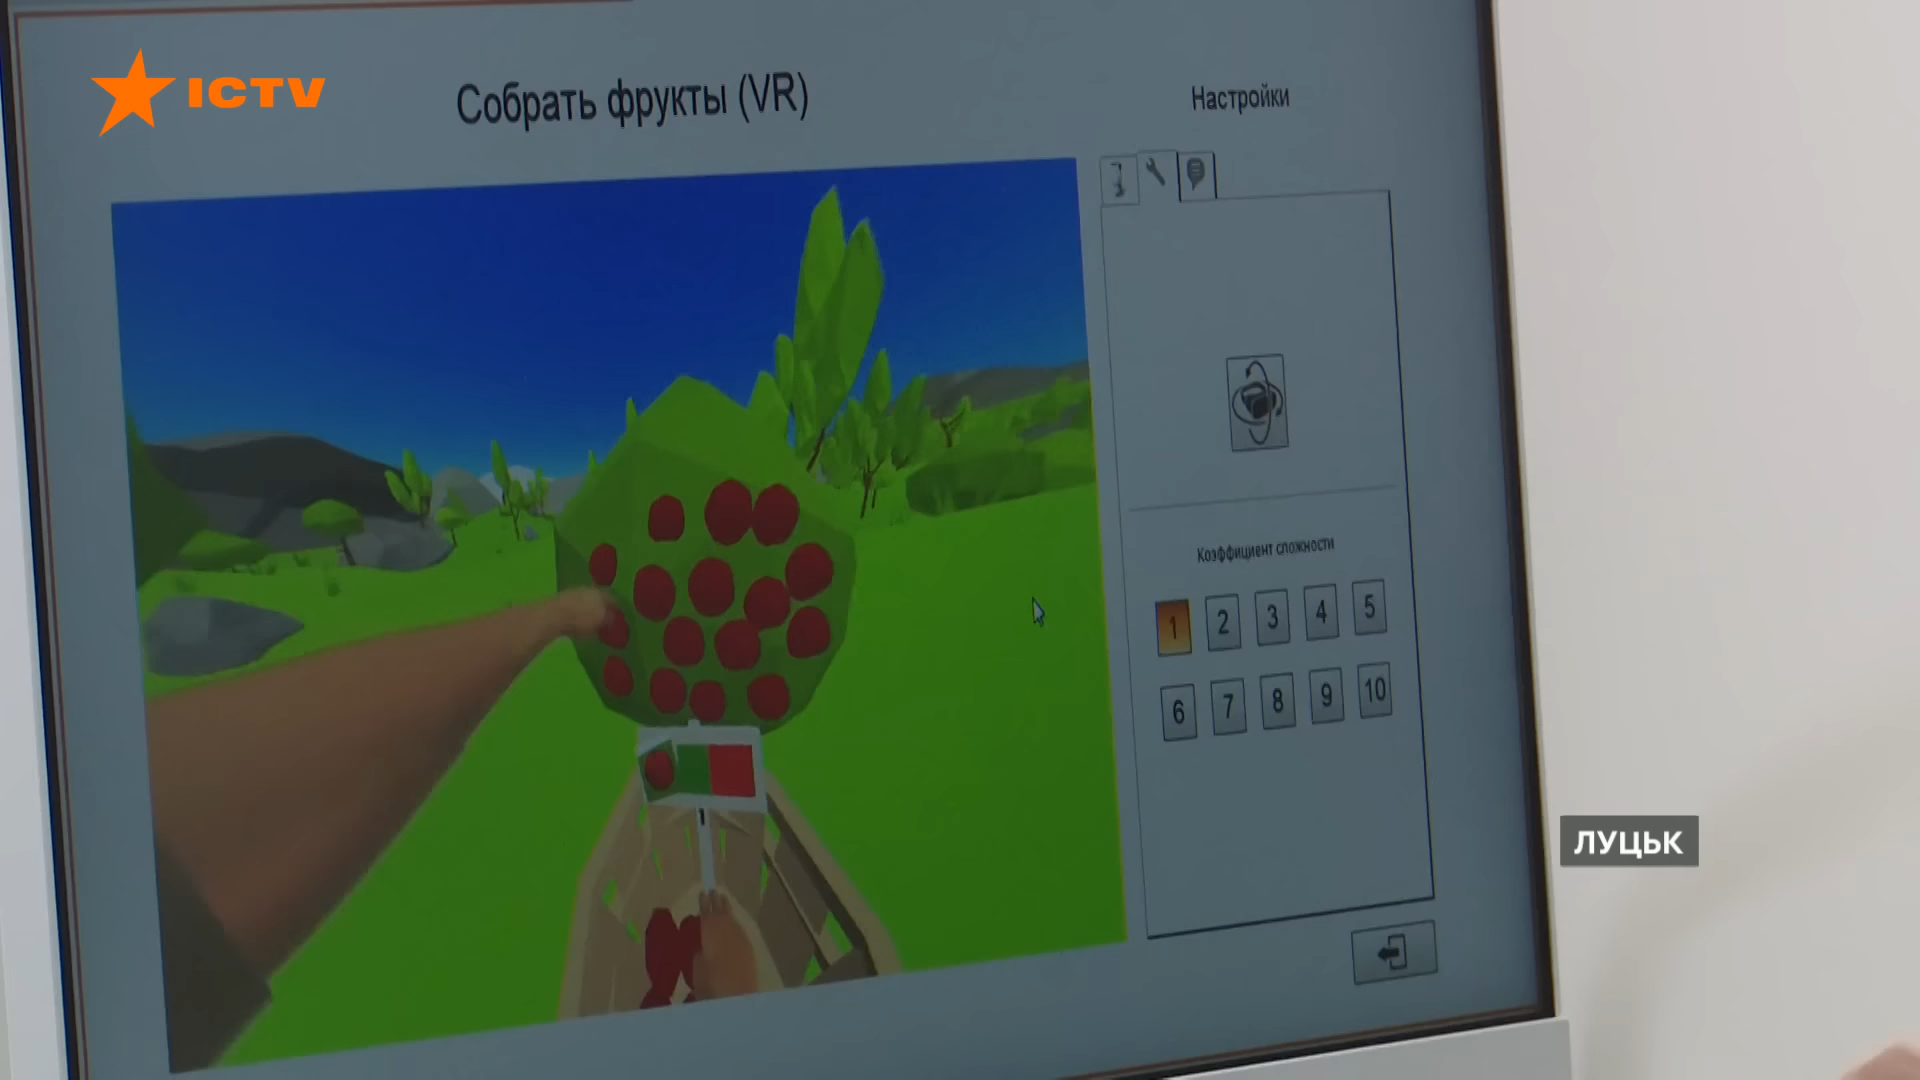 ICTV
Собрать фрукты (VR)
Настройки
Коэффициент сложности
1 2 3 4 5
6 7 8 9 10
ЛУЦЬК